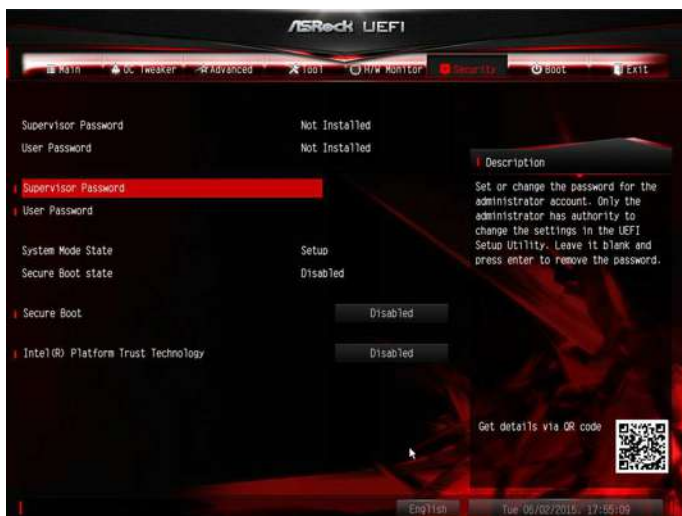 ASRock UEFI
Main OC Tweaker Advanced Tool H/W Monitor Security Boot Exit
Supervisor Password Not Installed
User Password Not Installed
Supervisor Password
User Password
System Mode State Setup
Secure Boot state Disabled
Secure Boot Disabled
Intel(R) Platform Trust Technology Disabled
Description
Set or change the password for the
administrator account. Only the
administrator has authority to
change the settings in the UEFI
Setup Utility. Leave it blank and
press enter to remove the password.
Get details via QR code
English Tue 06/02/2015. 17:55:09